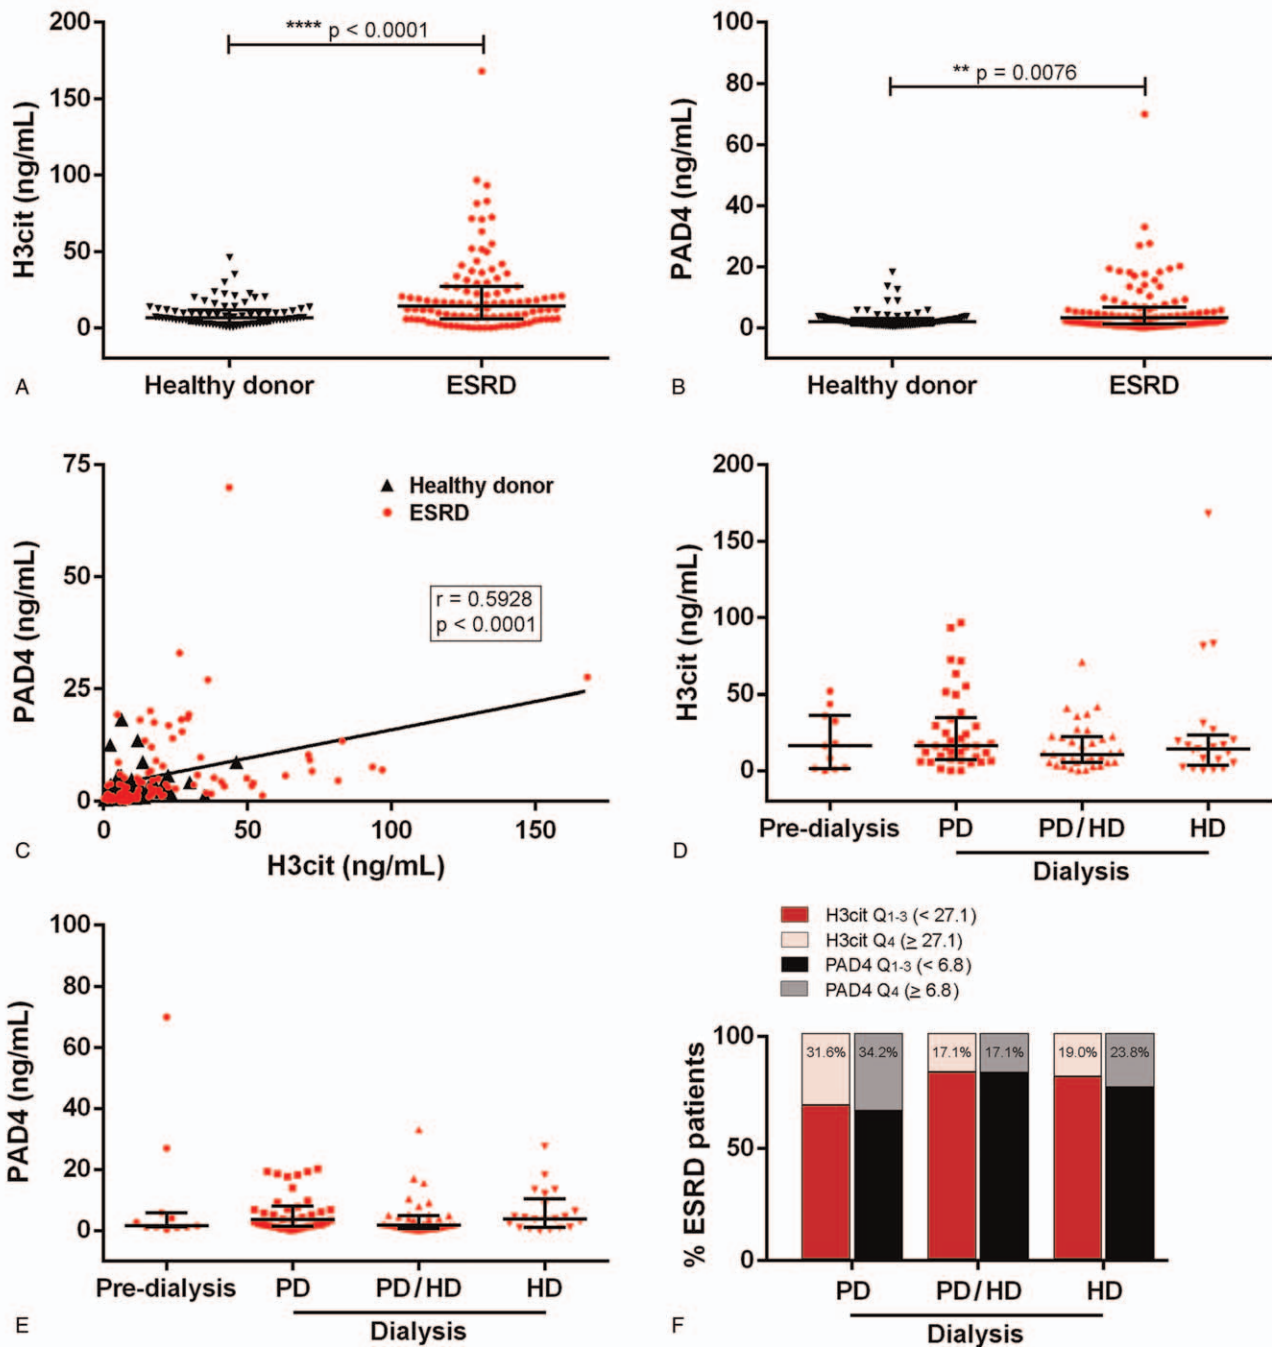 200
150
100
50
0
H3cit (ng/mL)
**** p < 0.0001
Healthy donor
ESRD
A
100
80
60
40
20
0
PAD4 (ng/mL)
** p = 0.0076
Healthy donor
ESRD
B
75
50
25
0
PAD4 (ng/mL)
Healthy donor
ESRD
r = 0.5928
p < 0.0001
0
50
100
150
H3cit (ng/mL)
C
200
150
100
50
0
H3cit (ng/mL)
Pre-dialysis
PD
PD/HD
HD
Dialysis
D
100
80
60
40
20
0
PAD4 (ng/mL)
Pre-dialysis
PD
PD/HD
HD
Dialysis
E
H3cit Q1-3 (< 27.1)
H3cit Q4 (≥ 27.1)
PAD4 Q1-3 (< 6.8)
PAD4 Q4 (≥ 6.8)
100
50
0
% ESRD patients
31.6%
34.2%
17.1%
17.1%
19.0%
23.8%
PD
PD/HD
HD
Dialysis
F